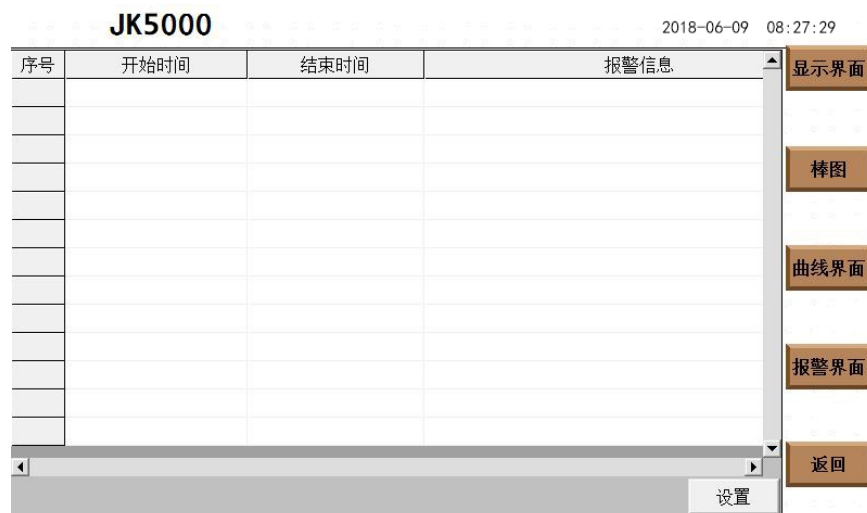 JK5000
2018-06-09 08:27:29
序号 开始时间 结束时间 报警信息
显示界面
棒图
曲线界面
报警界面
返回
设置